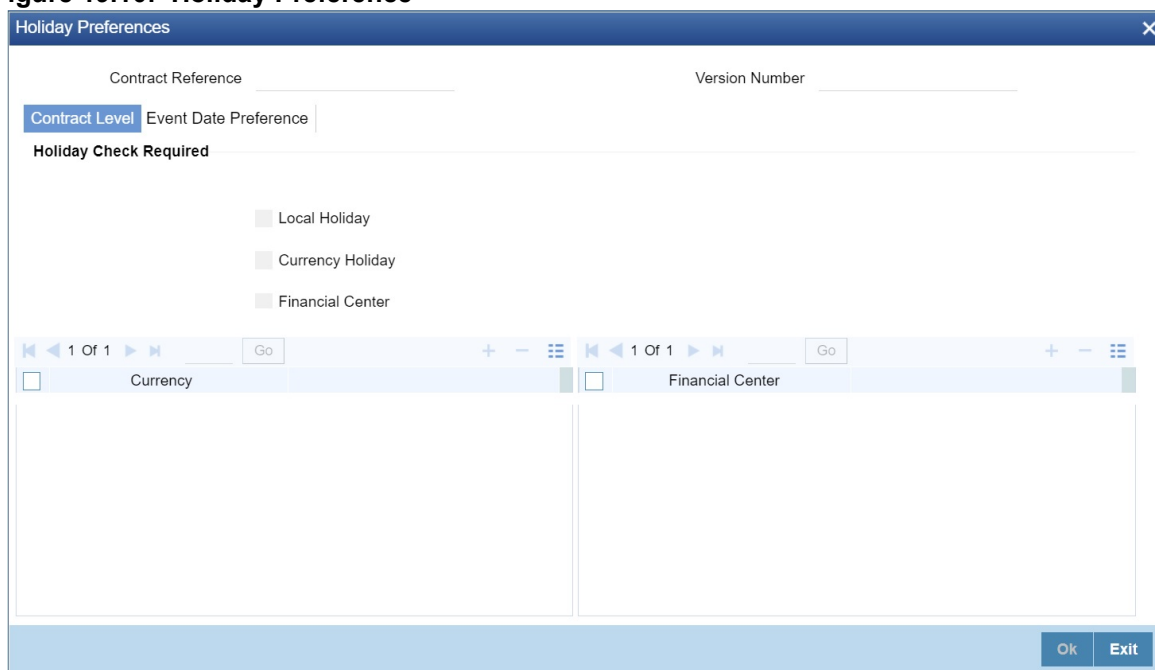 Holiday Preferences
Contract Reference Version Number
Contract Level Event Date Preference
Holiday Check Required
Local Holiday
Currency Holiday
Financial Center
1 Of 1 Go 1 Of 1 Go
Currency Financial Center
Ok Exit